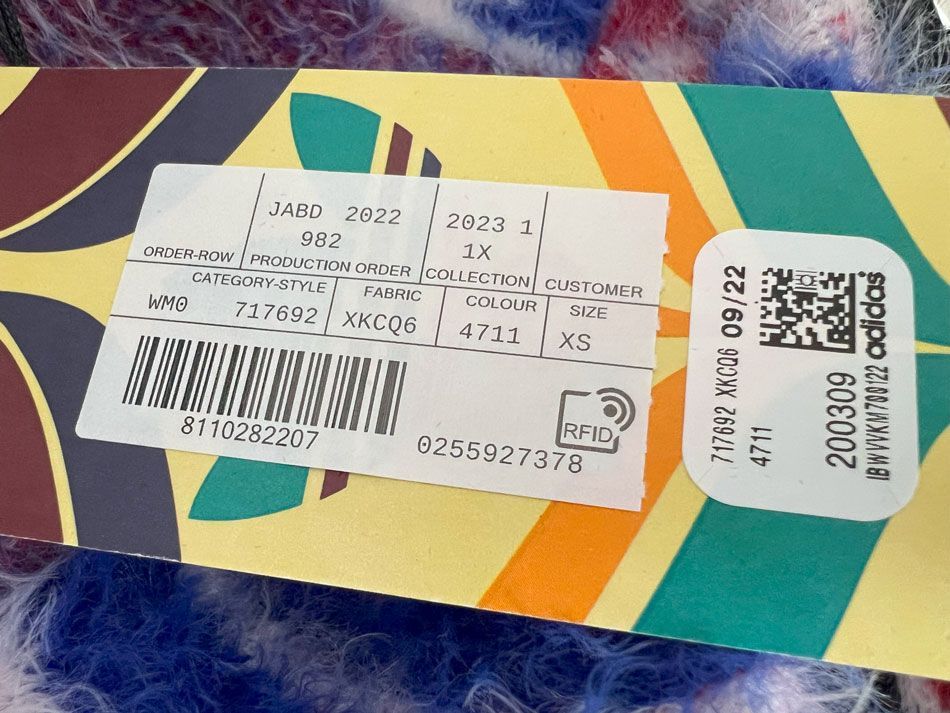 JABD 2022
982
2023 1
1X
ORDER-ROW
PRODUCTION ORDER
COLLECTION
CUSTOMER
CATEGORY-STYLE
FABRIC
COLOUR
SIZE
WM0 717692
XKCQ6
4711
XS
8110282207
0255927378
RFID
717692 XKCQ6 09/22
4711
200309
IBWVVKM700122 adidas